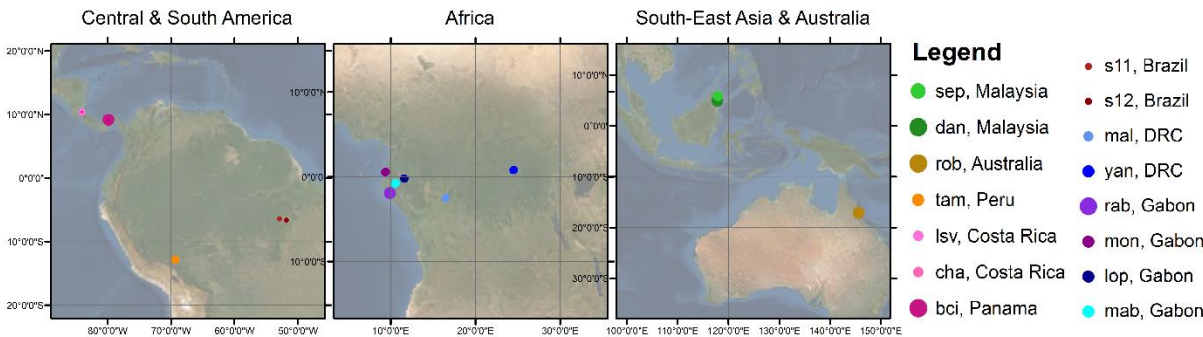 Central & South America
Africa
South-East Asia & Australia
20°0'0"N
10°0'0"N
0°0'0"
10°0'0"S
20°0'0"S
80°0'0"W
70°0'0"W
60°0'0"W
50°0'0"W
10°0'0"N
0°0'0"
10°0'0"S
10°0'0"E
20°0'0"E
30°0'0"E
10°0'0"N
0°0'0"
10°0'0"S
20°0'0"S
30°0'0"S
100°0'0"E
110°0'0"E
120°0'0"E
130°0'0"E
140°0'0"E
150°0'0"E
Legend
sep, Malaysia
dan, Malaysia
rob, Australia
tam, Peru
lsv, Costa Rica
cha, Costa Rica
bci, Panama
s11, Brazil
s12, Brazil
mal, DRC
yan, DRC
rab, Gabon
mon, Gabon
lop, Gabon
mab, Gabon